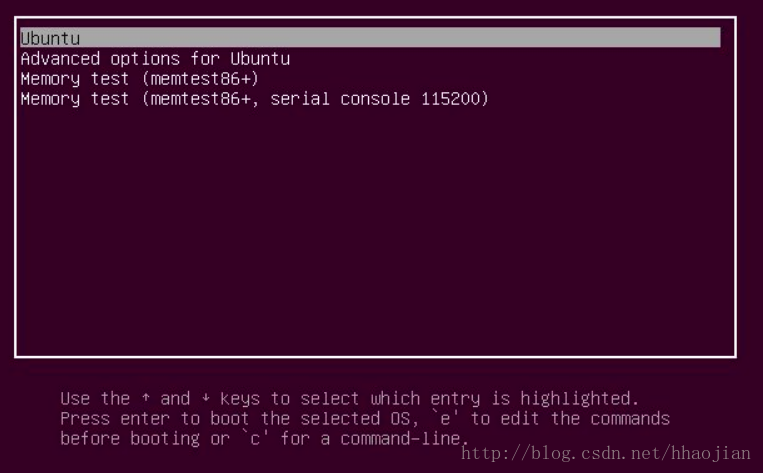 Ubuntu
Advanced options for Ubuntu
Memory test (memtest86+)
Memory test (memtest86+, serial console 115200)
Use the ↑ and ↓ keys to select which entry is highlighted.
Press enter to boot the selected OS, `e' to edit the commands
before booting or `c' for a command-line.
http://blog.csdn.net/hhaojian